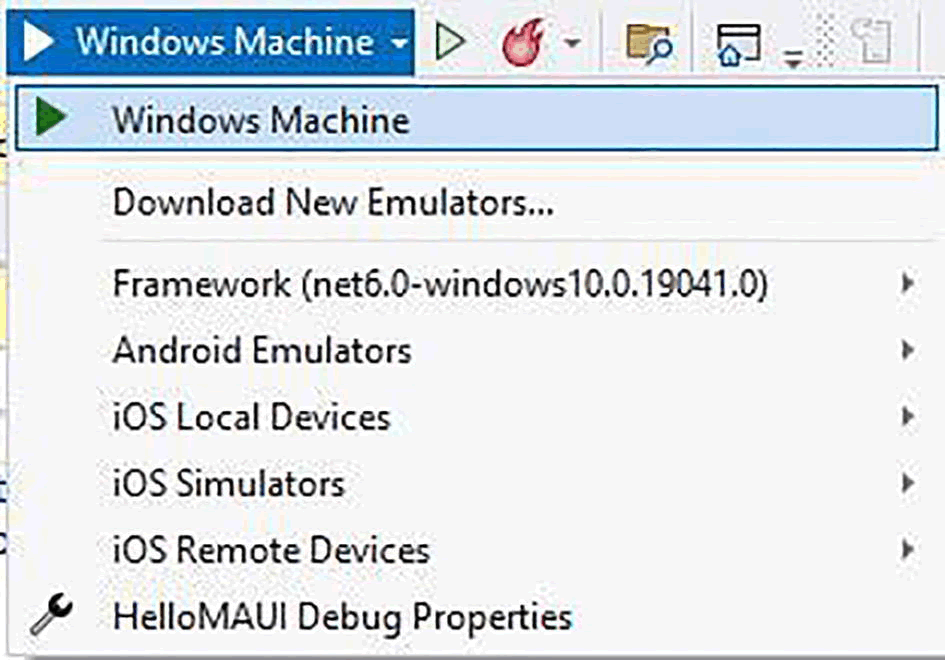 Windows Machine
Windows Machine
Download New Emulators...
Framework (net6.0-windows10.0.19041.0)
Android Emulators
iOS Local Devices
iOS Simulators
iOS Remote Devices
HelloMAUI Debug Properties